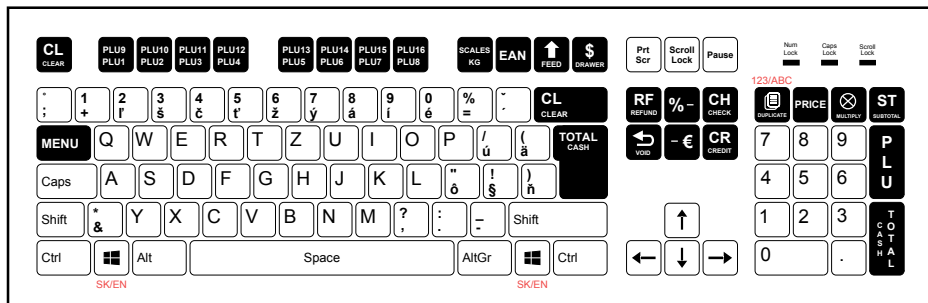 CL
CLEAR
PLU9 PLU10 PLU11 PLU12
PLU1 PLU2 PLU3 PLU4
PLU13 PLU14 PLU15 PLU16
PLU5 PLU6 PLU7 PLU8
SCALES
KG
EAN
FEED
$
DRAWER
Prt
Scr
Scroll
Lock
Pause
Num
Lock
Caps
Lock
Scroll
Lock
123/ABC
° 1 2 3 4 5 6 7 8 9 0 % ˇ
; + ľ š č ť ž ý á í é = ´
CL
CLEAR
RF
REFUND
%-
CH
CHECK
DUPLICATE
PRICE
MULTIPLY
ST
SUBTOTAL
MENU Q W E R T Z U I O P / (
ú ä
TOTAL
CASH
VOID
- €
CR
CREDIT
7 8 9
PLU
Caps A S D F G H J K L " ! )
ô § ň
4 5 6
Shift * Y X C V B N M ? : _ Shift
& , . -
1 2 3
TOTAL
CASH
Ctrl Alt Space AltGr Ctrl
0 .
SK/EN SK/EN